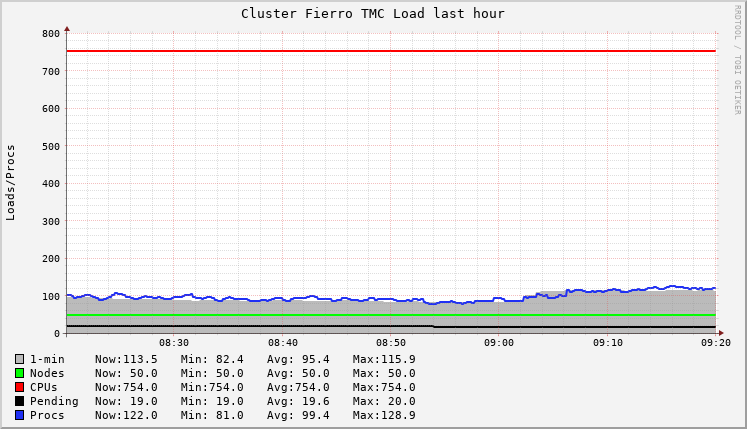 Cluster Fierro TMC Load last hour
RRDTOOL / TOBI OETIKER
Loads/Procs
800
700
600
500
400
300
200
100
0
08:30 08:40 08:50 09:00 09:10 09:20
1-min Now:113.5 Min: 82.4 Avg: 95.4 Max:115.9
Nodes Now: 50.0 Min: 50.0 Avg: 50.0 Max: 50.0
CPUs Now:754.0 Min:754.0 Avg:754.0 Max:754.0
Pending Now: 19.0 Min: 19.0 Avg: 19.6 Max: 20.0
Procs Now:122.0 Min: 81.0 Avg: 99.4 Max:128.9